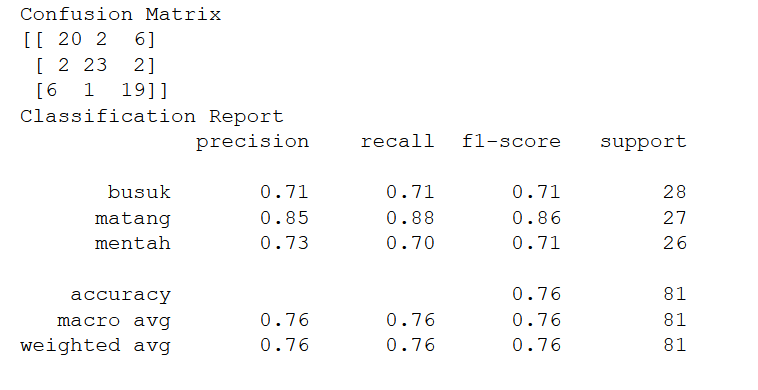 Confusion Matrix
[[ 20 2 6]
[ 2 23 2]
[6 1 19]]
Classification Report
precision recall f1-score support
busuk 0.71 0.71 0.71 28
matang 0.85 0.88 0.86 27
mentah 0.73 0.70 0.71 26
accuracy 0.76 81
macro avg 0.76 0.76 0.76 81
weighted avg 0.76 0.76 0.76 81